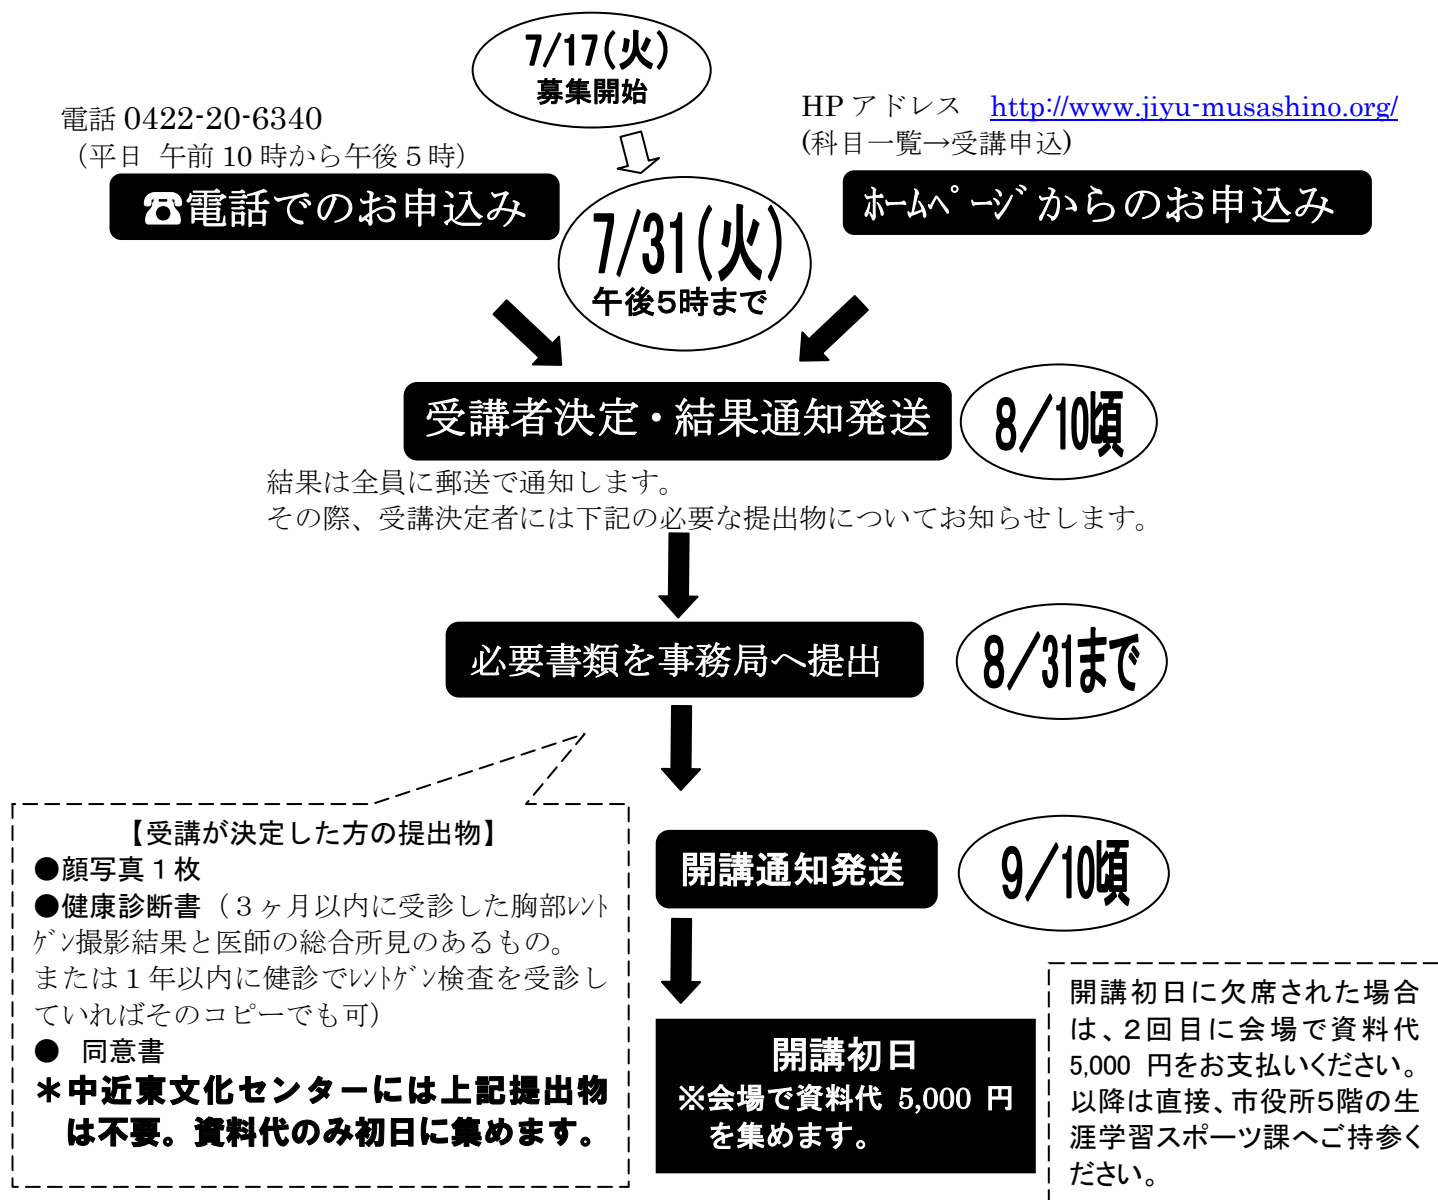 7/17(火)
募集開始
電話 0422-20-6340
（平日 午前 10 時から午後 5 時）
HP アドレス http://www.jiyu-musashino.org/
(科目一覧→受講申込)
☎電話でのお申込み
ﾎｰﾑﾍﾟｰｼﾞからのお申込み
7/31(火)
午後5時まで
受講者決定・結果通知発送
8／10頃
結果は全員に郵送で通知します。
その際、受講決定者には下記の必要な提出物についてお知らせします。
必要書類を事務局へ提出
8／31まで
【受講が決定した方の提出物】
●顔写真１枚
●健康診断書（３ヶ月以内に受診した胸部ﾚﾝﾄ
ｹﾞﾝ撮影結果と医師の総合所見のあるもの。
または１年以内に健診でﾚﾝﾄｹﾞﾝ検査を受診し
ていればそのコピーでも可）
● 同意書
＊中近東文化センターには上記提出物
は不要。資料代のみ初日に集めます。
開講通知発送
9／10頃
開講初日
※会場で資料代 5,000 円
を集めます。
開講初日に欠席された場合
は、２回目に会場で資料代
5,000 円をお支払いください。
以降は直接、市役所５階の生
涯学習スポーツ課へご持参く
ださい。